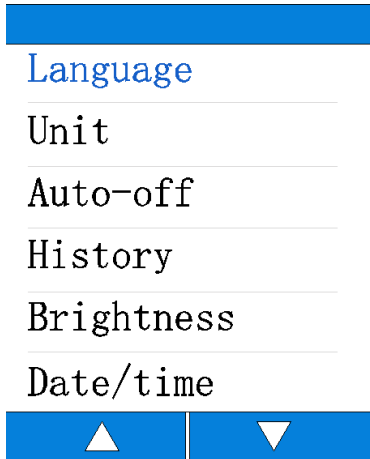 Language
Unit
Auto-off
History
Brightness
Date/time